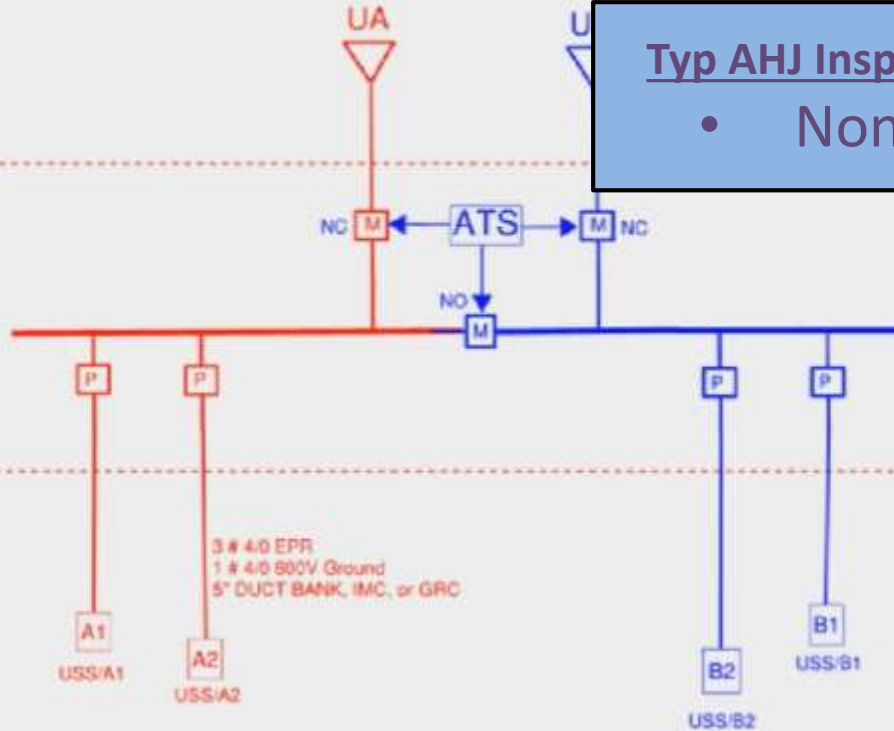 UA
U
Typ AHJ Insp
• Non
NC M ATS M NC
NO
M
P P P P
3 # 4/0 EPR
1 # 4/0 600V Ground
5" DUCT BANK, IMC, or GRC
A1
USS/A1
A2
USS/A2
B2
USS/B2
B1
USS/B1